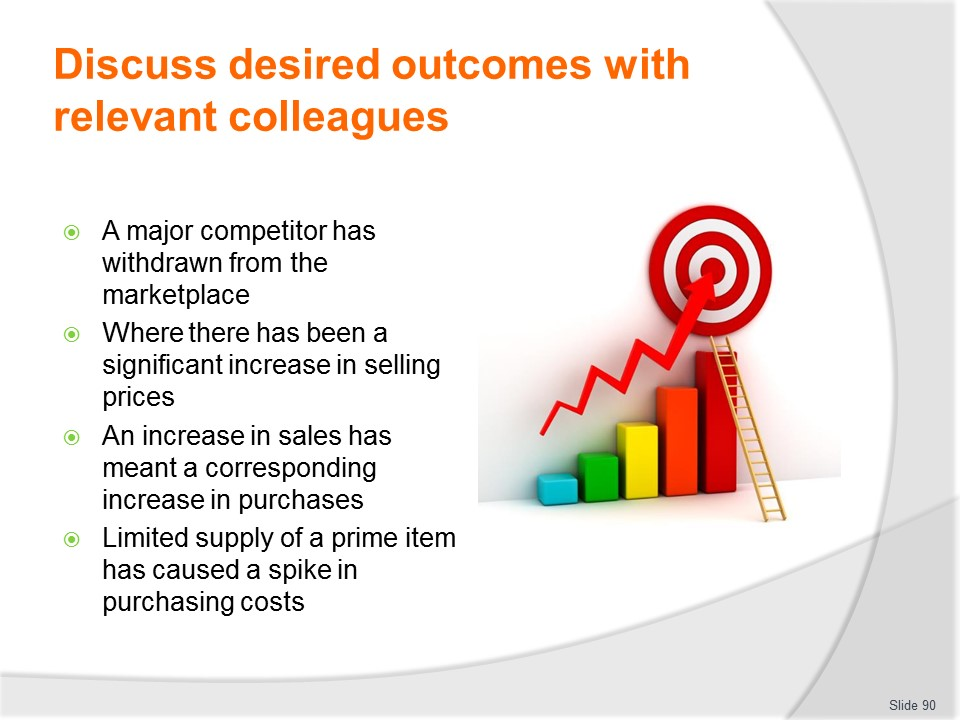 Discuss desired outcomes with
relevant colleagues
A major competitor has
withdrawn from the
marketplace
Where there has been a
significant increase in selling
prices
An increase in sales has
meant a corresponding
increase in purchases
Limited supply of a prime item
has caused a spike in
purchasing costs
Slide 90